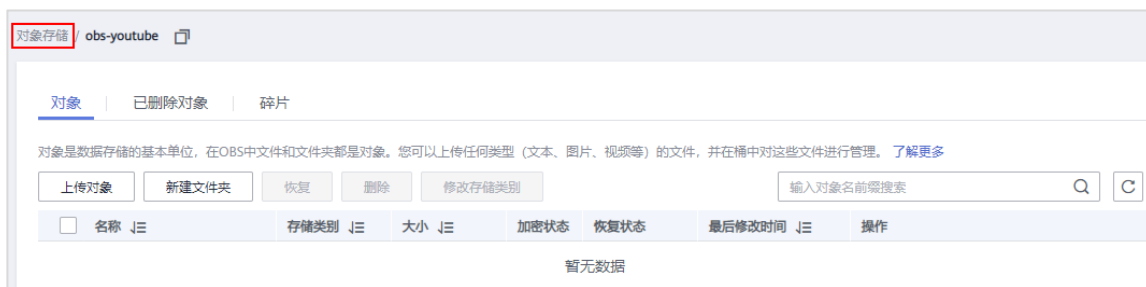 对象存储 / obs-youtube
对象 已删除对象 碎片
对象是数据存储的基本单位，在OBS中文件和文件夹都是对象。您可以上传任何类型（文本、图片、视频等）的文件，并在桶中对这些文件进行管理。 了解更多
上传对象 新建文件夹 恢复 删除 修改存储类别 输入对象名前缀搜索
名称 存储类别 大小 加密状态 恢复状态 最后修改时间 操作
暂无数据